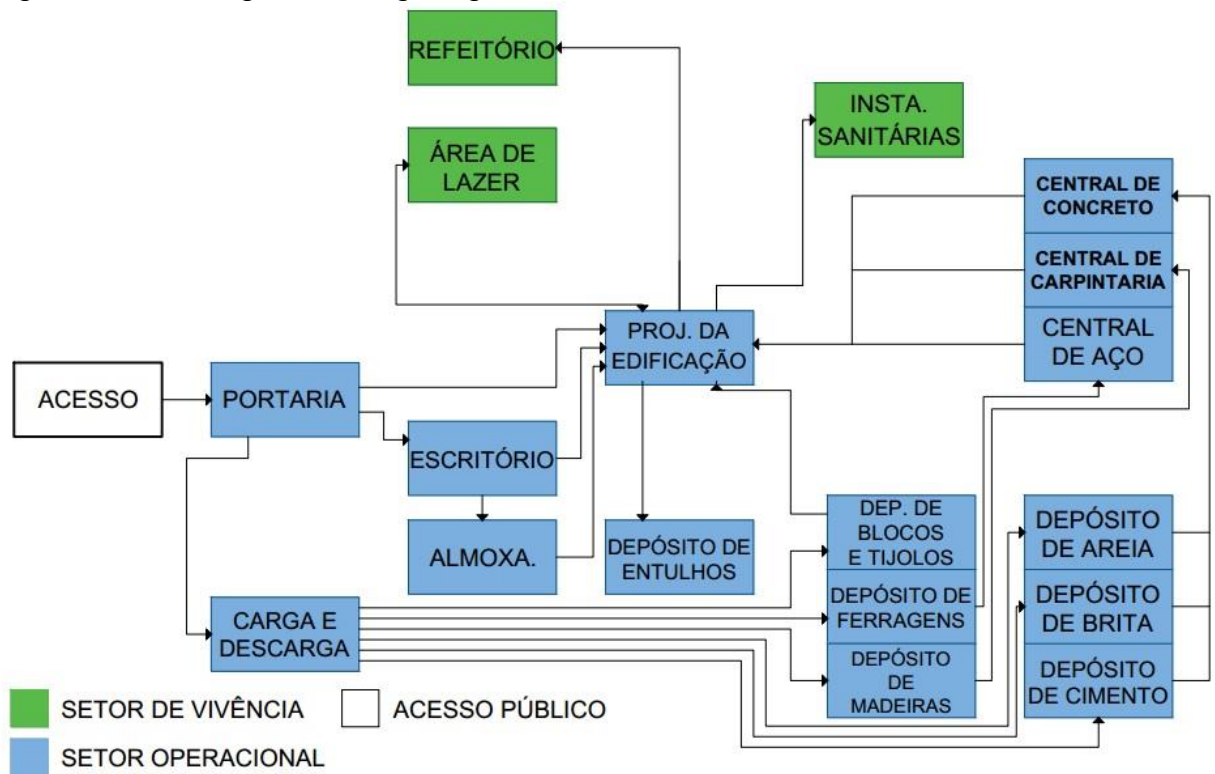 REFEITÓRIO
INSTA.
SANITÁRIAS
ÁREA DE
LAZER
CENTRAL DE
CONCRETO
CENTRAL DE
CARPINTARIA
CENTRAL
DE AÇO
PROJ. DA
EDIFICAÇÃO
ACESSO
PORTARIA
ESCRITÓRIO
ALMOXA.
DEPÓSITO DE
ENTULHOS
DEP. DE
BLOCOS
E TIJOLOS
DEPÓSITO DE
FERRAGENS
DEPÓSITO
DE
MADEIRAS
DEPÓSITO
DE AREIA
DEPÓSITO
DE BRITA
DEPÓSITO
DE CIMENTO
CARGA E
DESCARGA
SETOR DE VIVÊNCIA
ACESSO PÚBLICO
SETOR OPERACIONAL